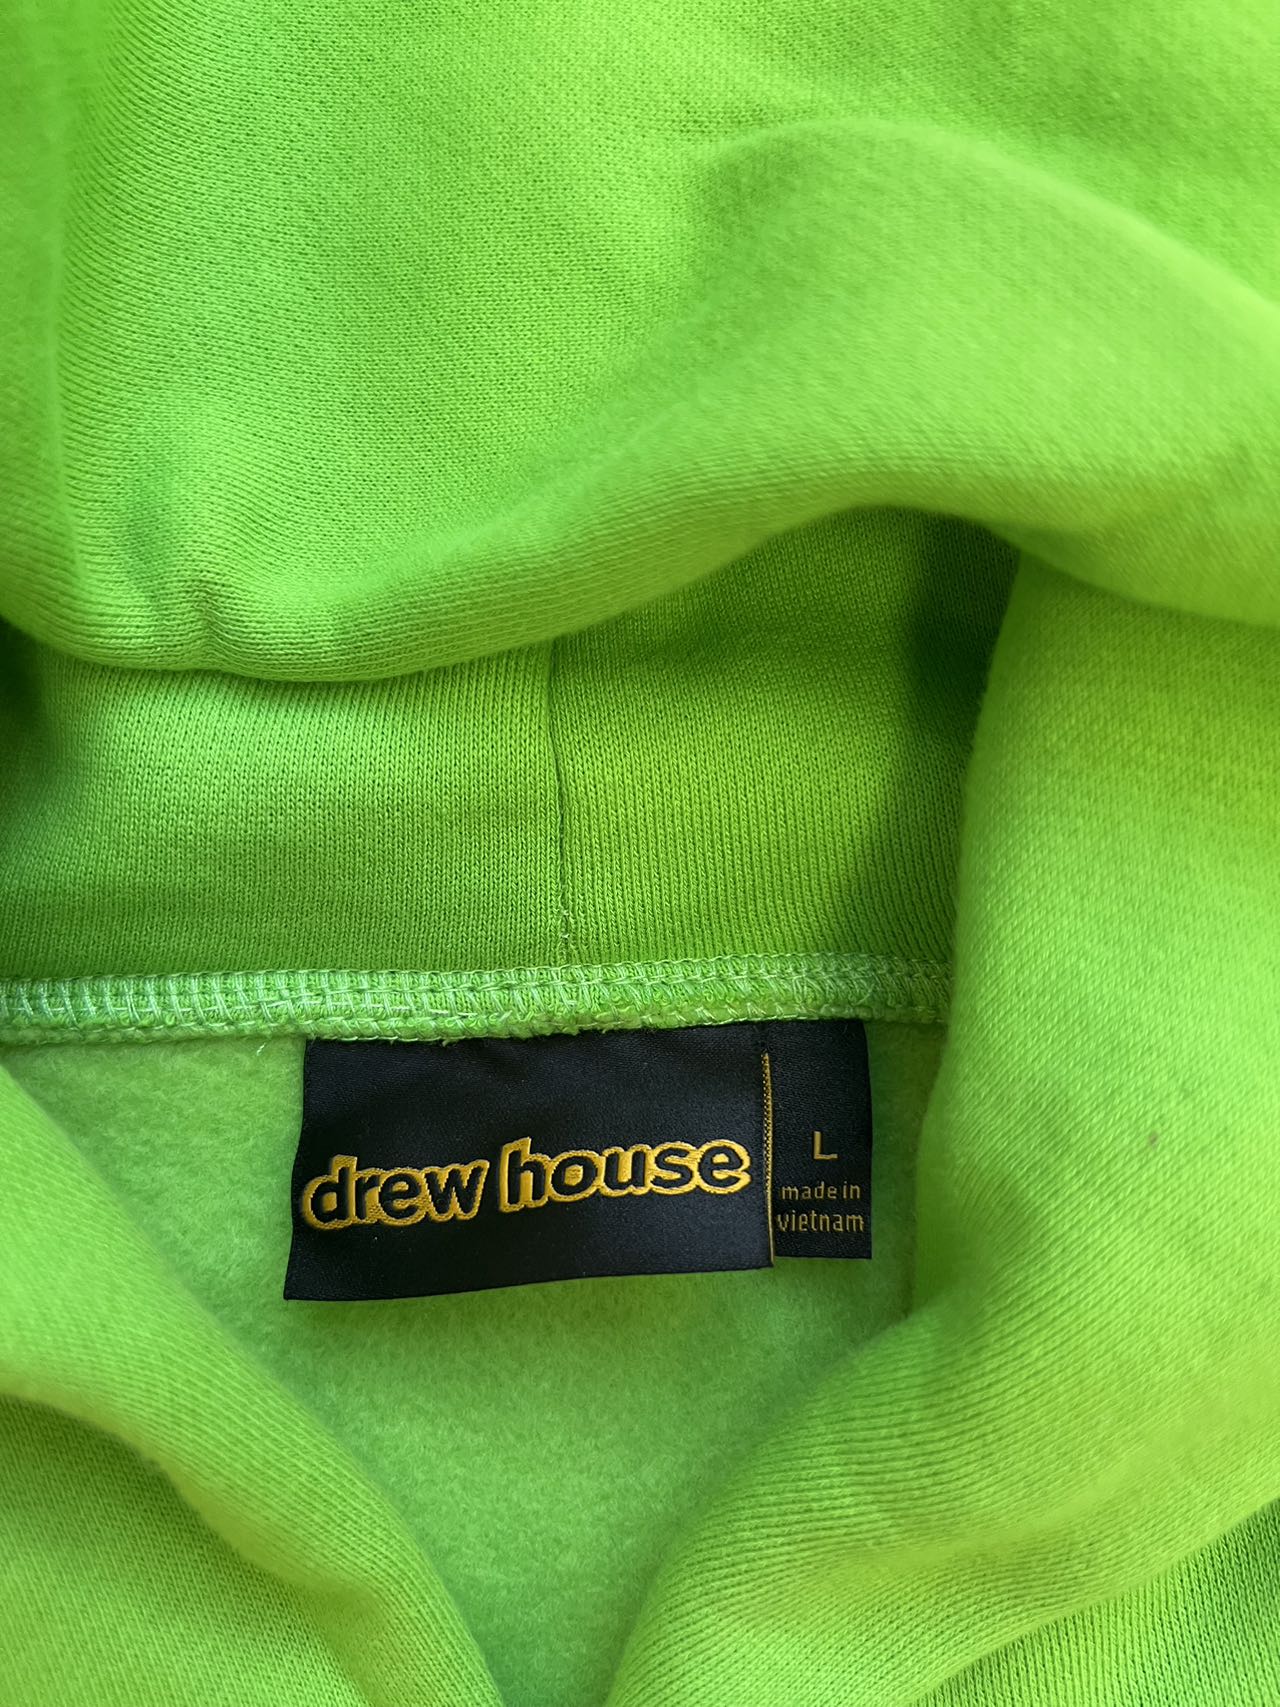 drew house
L
made in
vietnam